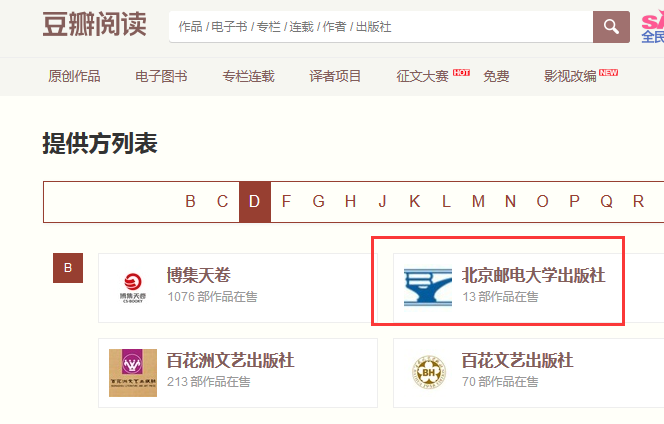 豆瓣阅读
作品 / 电子书 / 专栏 / 连载 / 作者 / 出版社
全民
原创作品 电子图书 专栏连载 译者项目 征文大赛 HOT 免费 影视改编 NEW
提供方列表
B C D F G H J K L M N O P Q R
B
博集天卷
1076 部作品在售
博集天卷
CS-BOOKY
北京邮电大学出版社
13 部作品在售
百花洲文艺出版社
213 部作品在售
百花洲文艺出版社
百花文艺出版社
70 部作品在售
BH